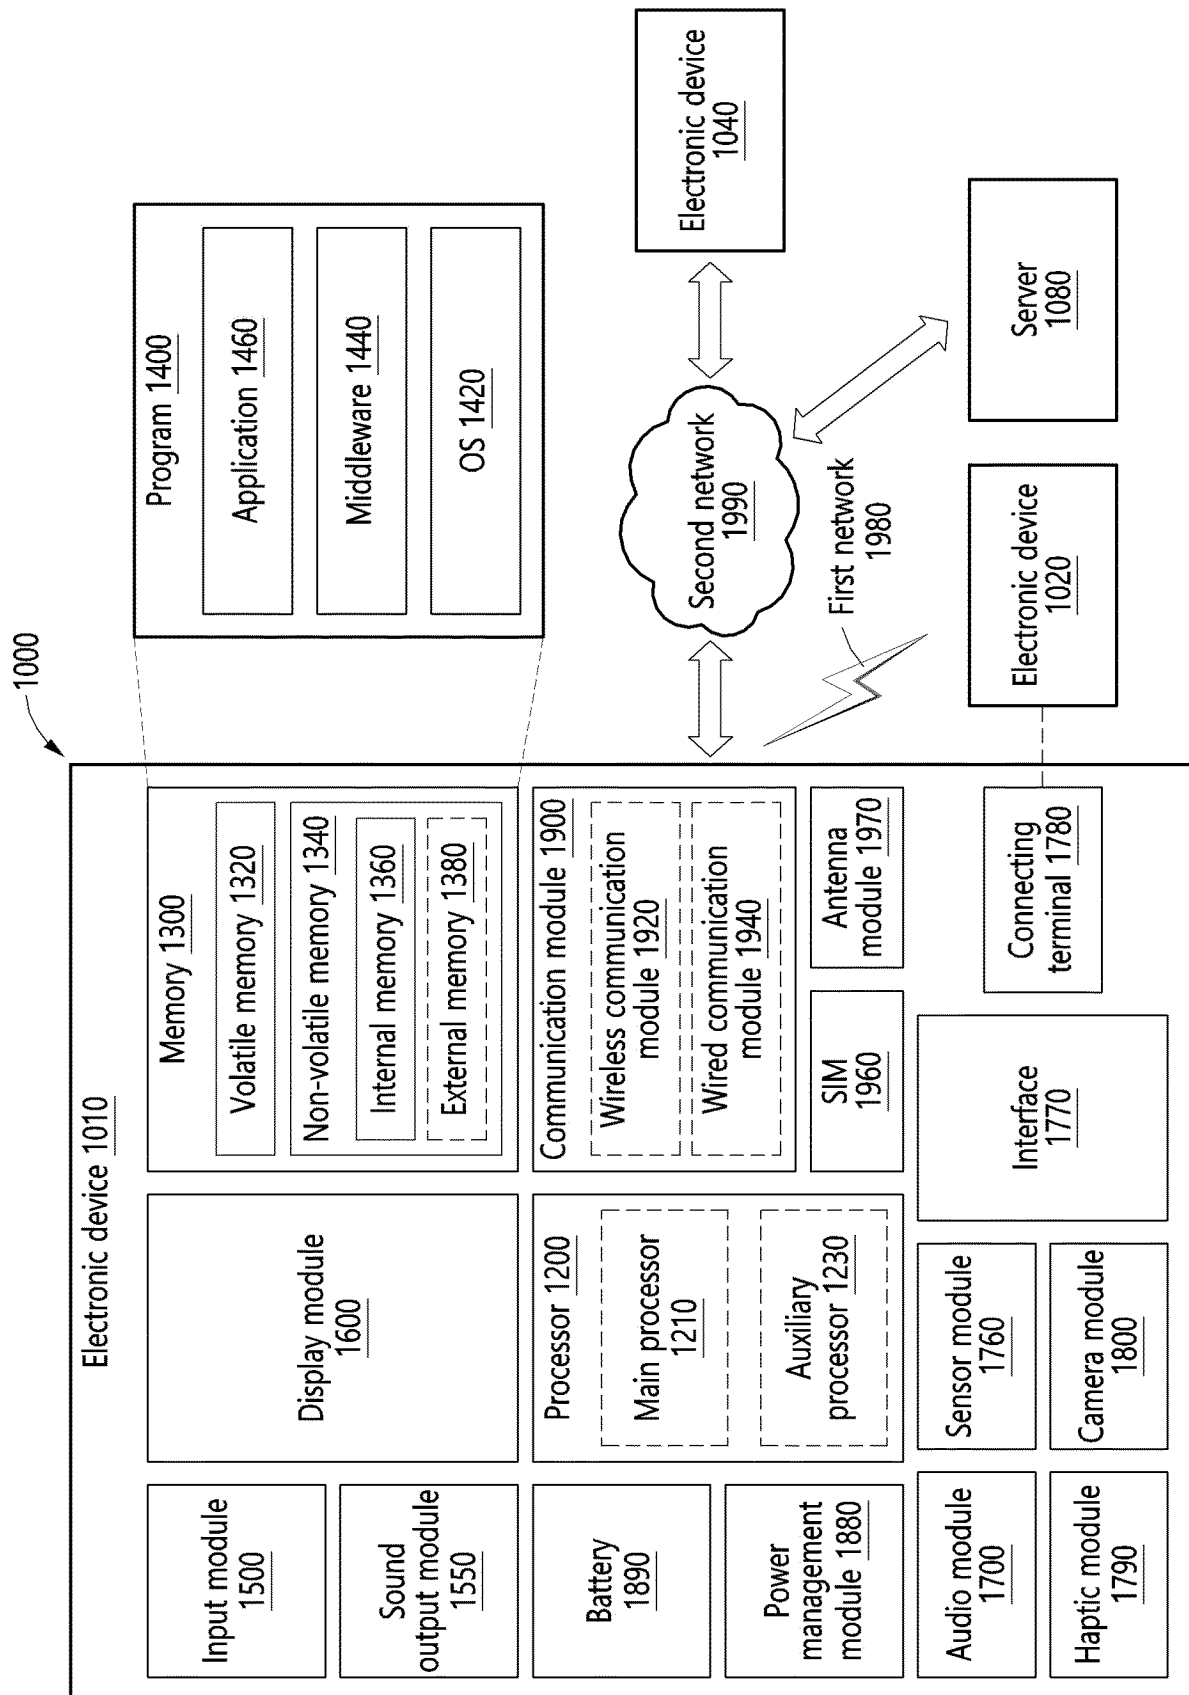 1000
Electronic device 1010
Input module
1500
Sound
output module
1550
Battery
1890
Power
management
module 1880
Audio module
1700
Haptic module
1790
Display module
1600
Processor 1200
Main processor
1210
Auxiliary
processor 1230
Sensor module
1760
Camera module
1800
Memory 1300
Volatile memory 1320
Non-volatile memory 1340
Internal memory 1360
External memory 1380
Communication module 1900
Wireless communication
module 1920
Wired communication
module 1940
SIM
1960
Antenna
module 1970
Interface
1770
Connecting
terminal 1780
Program 1400
Application 1460
Middleware 1440
OS 1420
Second network
1990
First network
1980
Electronic device
1040
Server
1080
Electronic device
1020